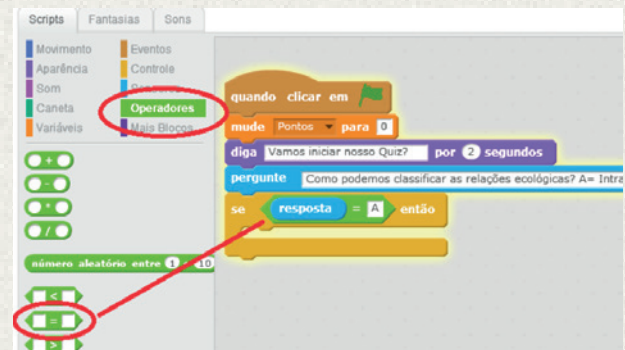 Scripts Fantasias Sons
Movimento Eventos
Aparência Controle
Som
Caneta Operadores
Variáveis Mais Blocos
+
-
*
/
número aleatório entre 1 10
<
=
>
quando clicar em
mude Pontos para 0
diga Vamos iniciar nosso Quiz? por 2 segundos
pergunte Como podemos classificar as relações ecológicas? A= Intra
se resposta = A então